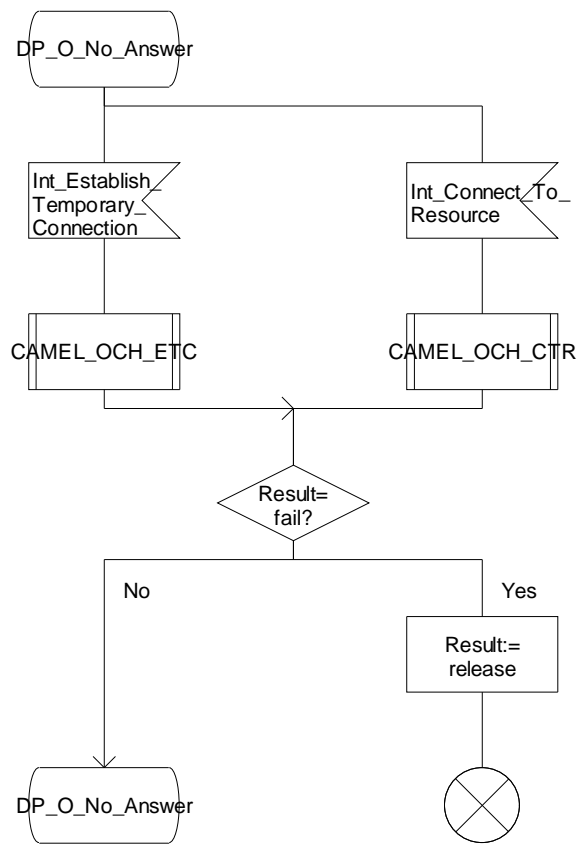 DP_O_No_Answer
Int_Establish_
Temporary_
Connection
Int_Connect_To_
Resource
CAMEL_OCH_ETC
CAMEL_OCH_CTR
Result=
fail?
No
Yes
Result:=
release
DP_O_No_Answer